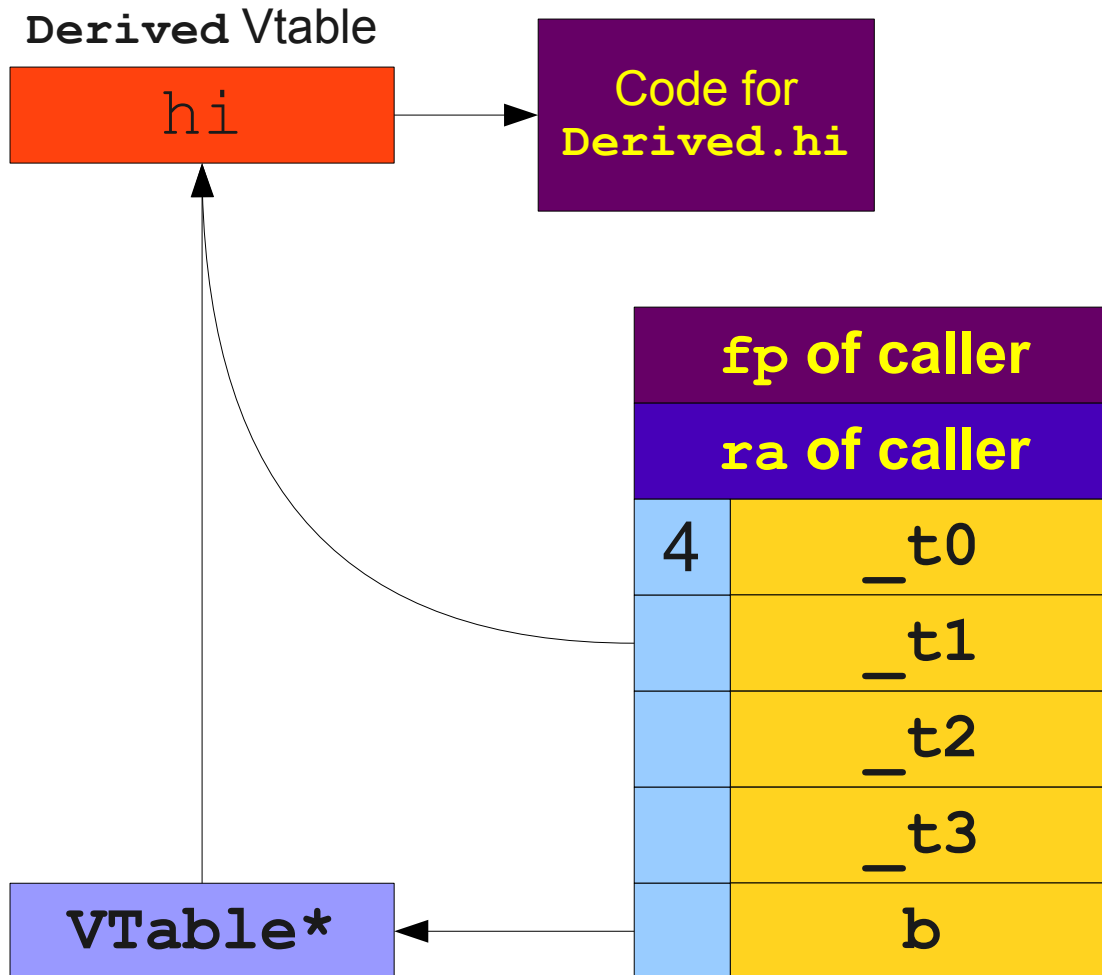 Derived Vtable
hi
Code for
Derived.hi
fp of caller
ra of caller
4 _t0
_t1
_t2
_t3
VTable* b